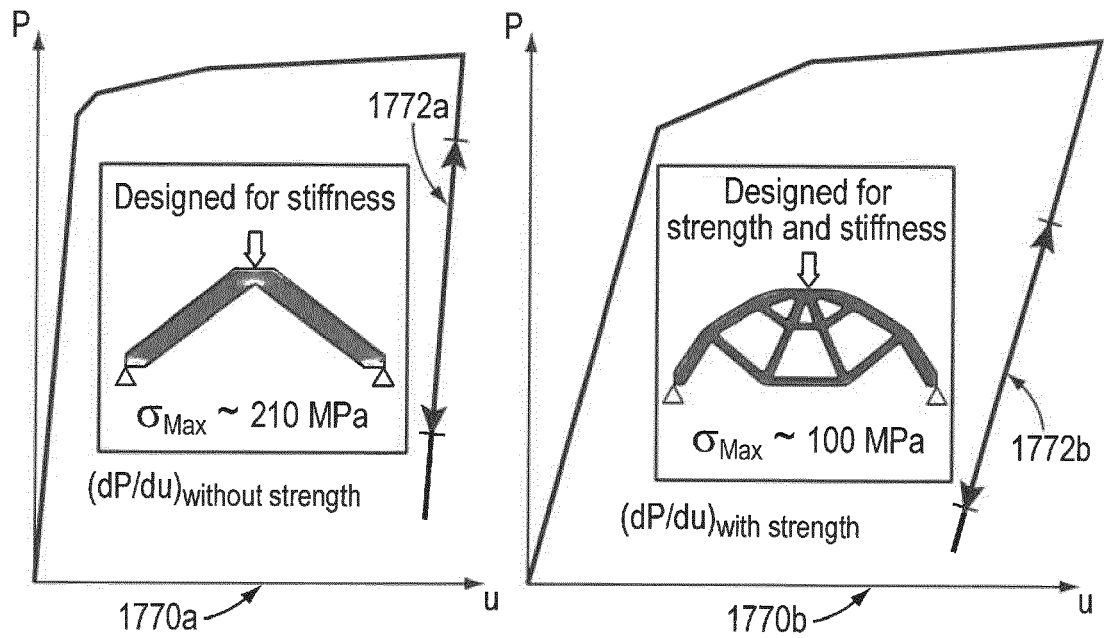 P
1772a
Designed for stiffness
σMax ~ 210 MPa
(dP/du)without strength
u
1770a
P
Designed for
strength and stiffness
σMax ~ 100 MPa
1772b
(dP/du)with strength
u
1770b